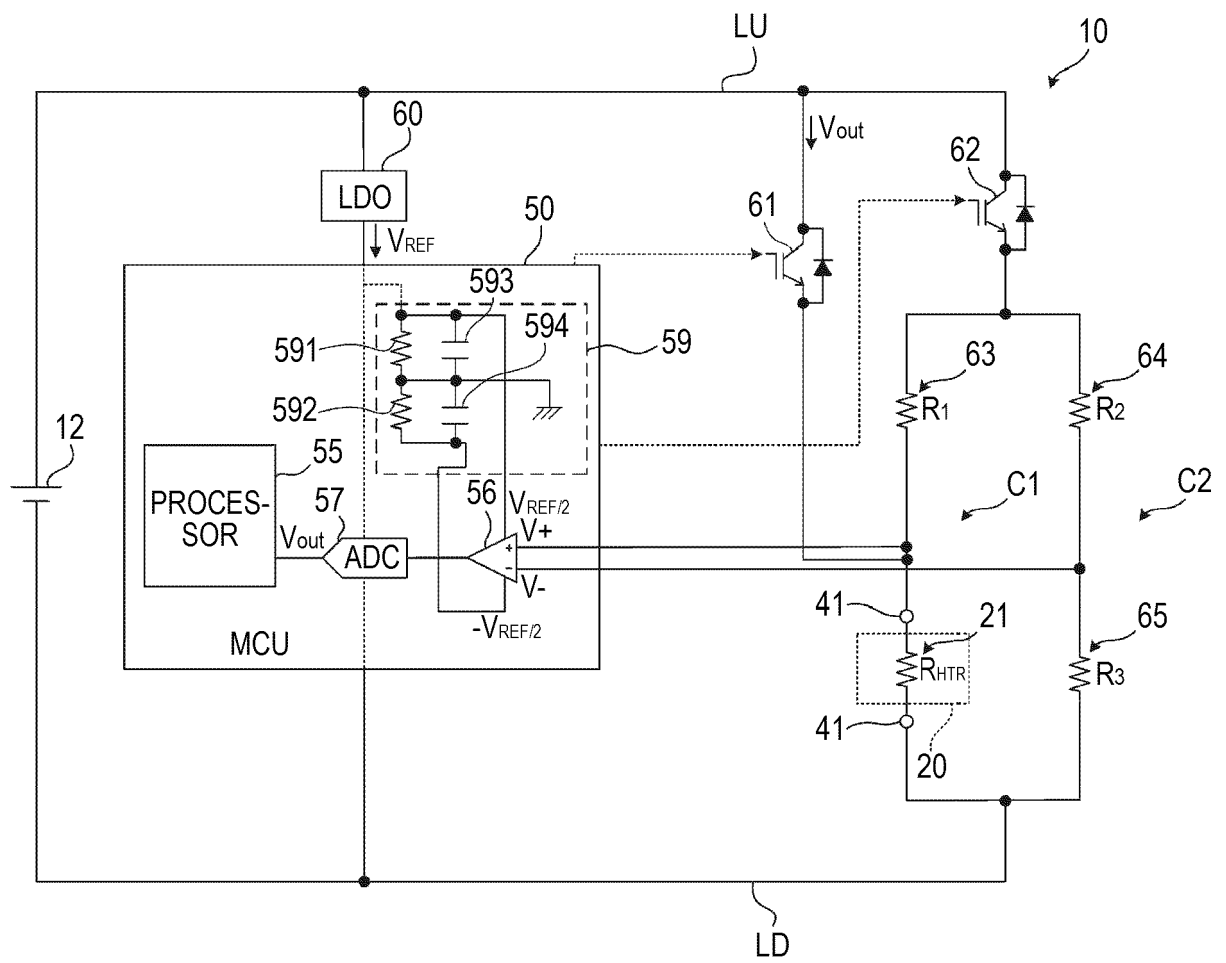 LU
10
60
Vout
62
LDO
61
50
VREF
593
594
59
591
592
63
64
R1
R2
12
55
C1
C2
PROCES-
SOR
57
56
VREF/2
V+
Vout
ADC
+
-
V-
-VREF/2
41
21
65
MCU
RHTR
R3
41
20
LD